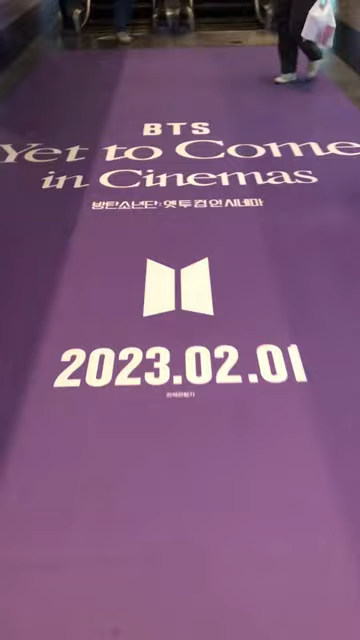 BTS
Yet to Come
in Cinemas
방탄소년단: 옛 투 컴 인 시네마
2023.02.01